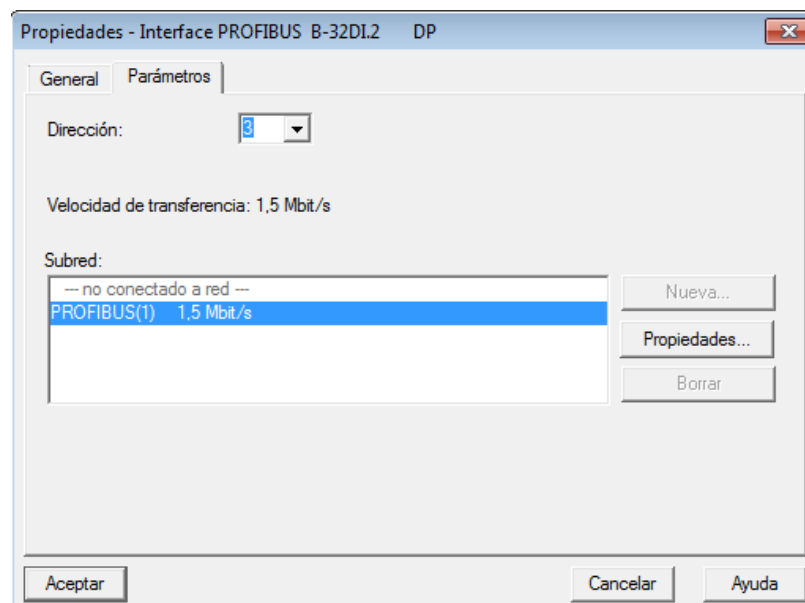 Propiedades - Interface PROFIBUS B-32DI.2 DP
General Parámetros
Dirección: 3
Velocidad de transferencia: 1,5 Mbit/s
Subred:
--- no conectado a red ---
Nueva...
PROFIBUS(1) 1,5 Mbit/s
Propiedades...
Borrar
Aceptar Cancelar Ayuda